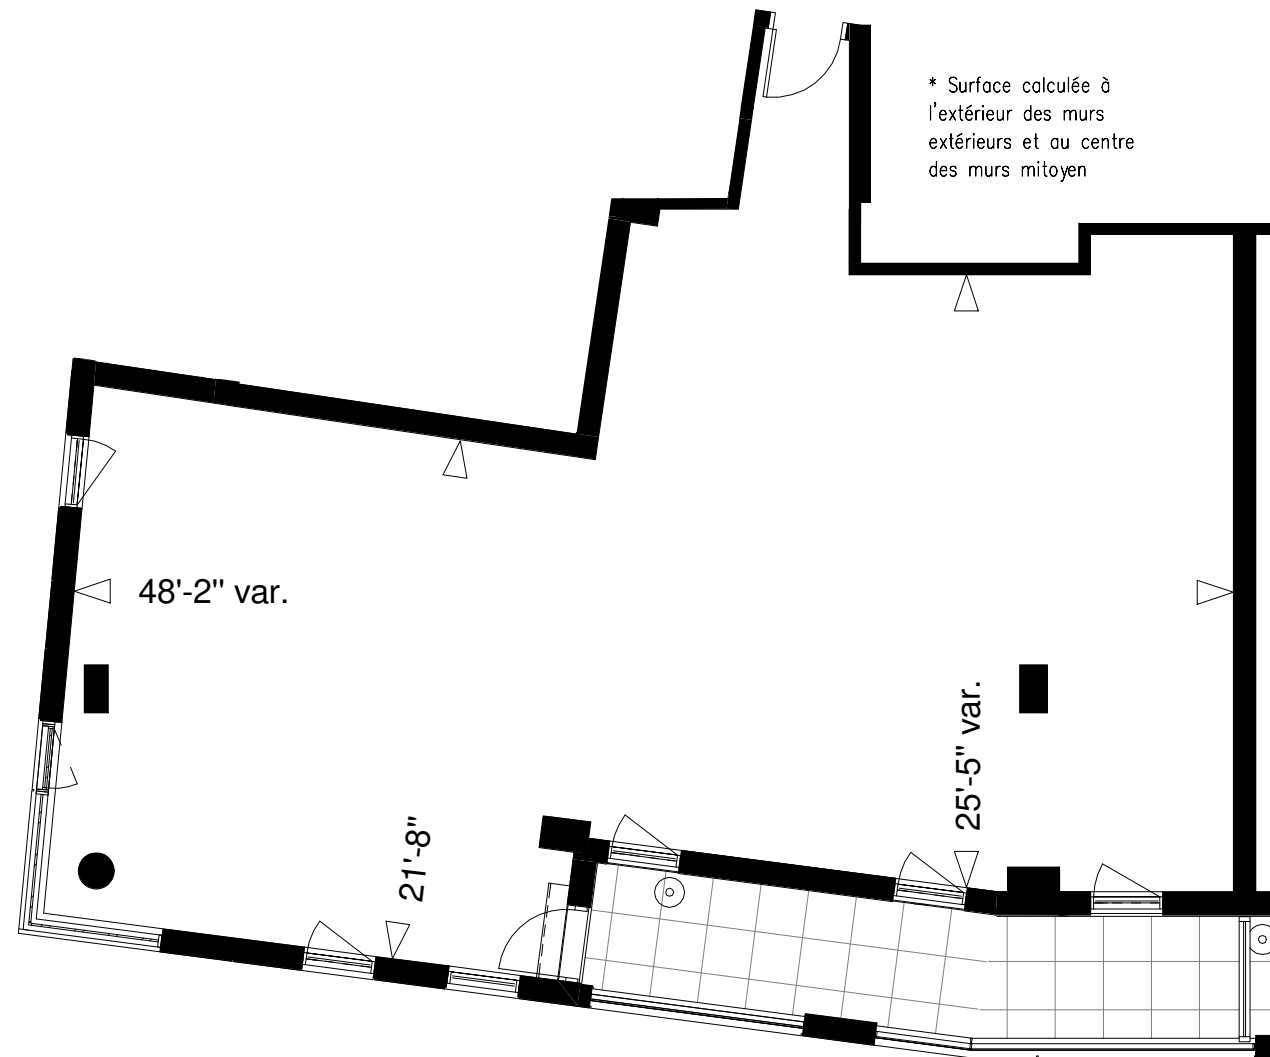 * Surface calculée à
l'extérieur des murs
extérieurs et au centre
des murs mitoyen
48'-2" var.
25'-5" var.
21'-8"